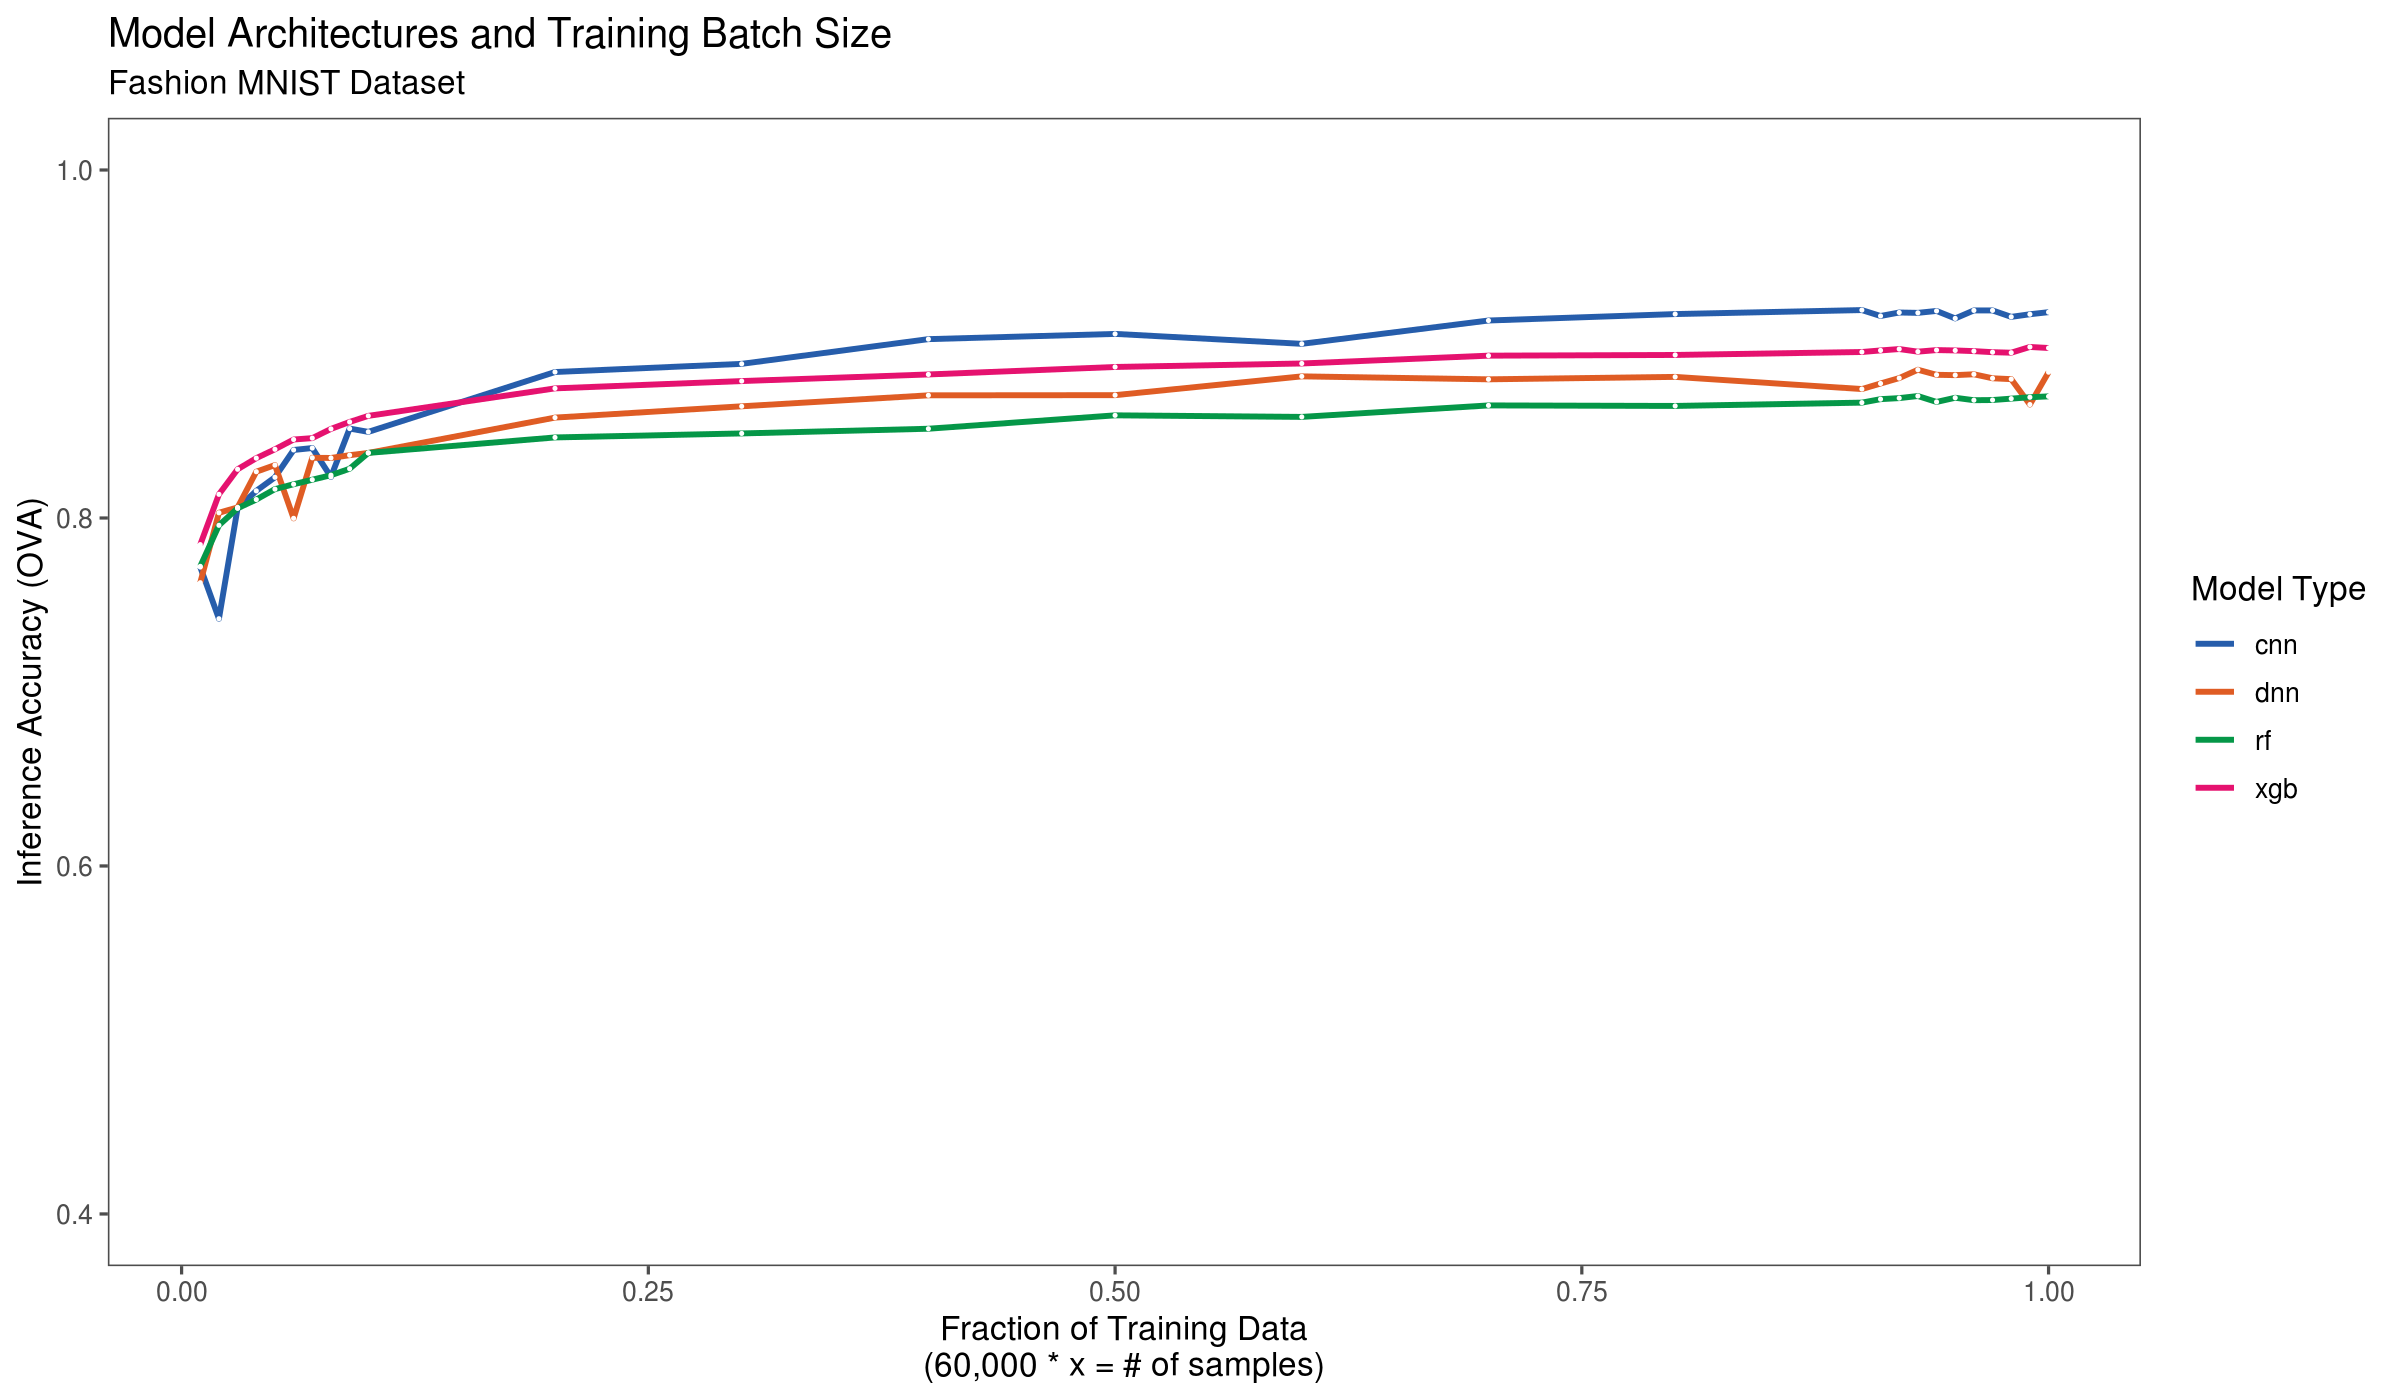 Model Architectures and Training Batch Size
Fashion MNIST Dataset
1.0
0.8
0.6
0.4
Inference Accuracy (OVA)
0.00
0.25
0.50
0.75
1.00
Fraction of Training Data
(60,000 * x = # of samples)
Model Type
cnn
dnn
rf
xgb